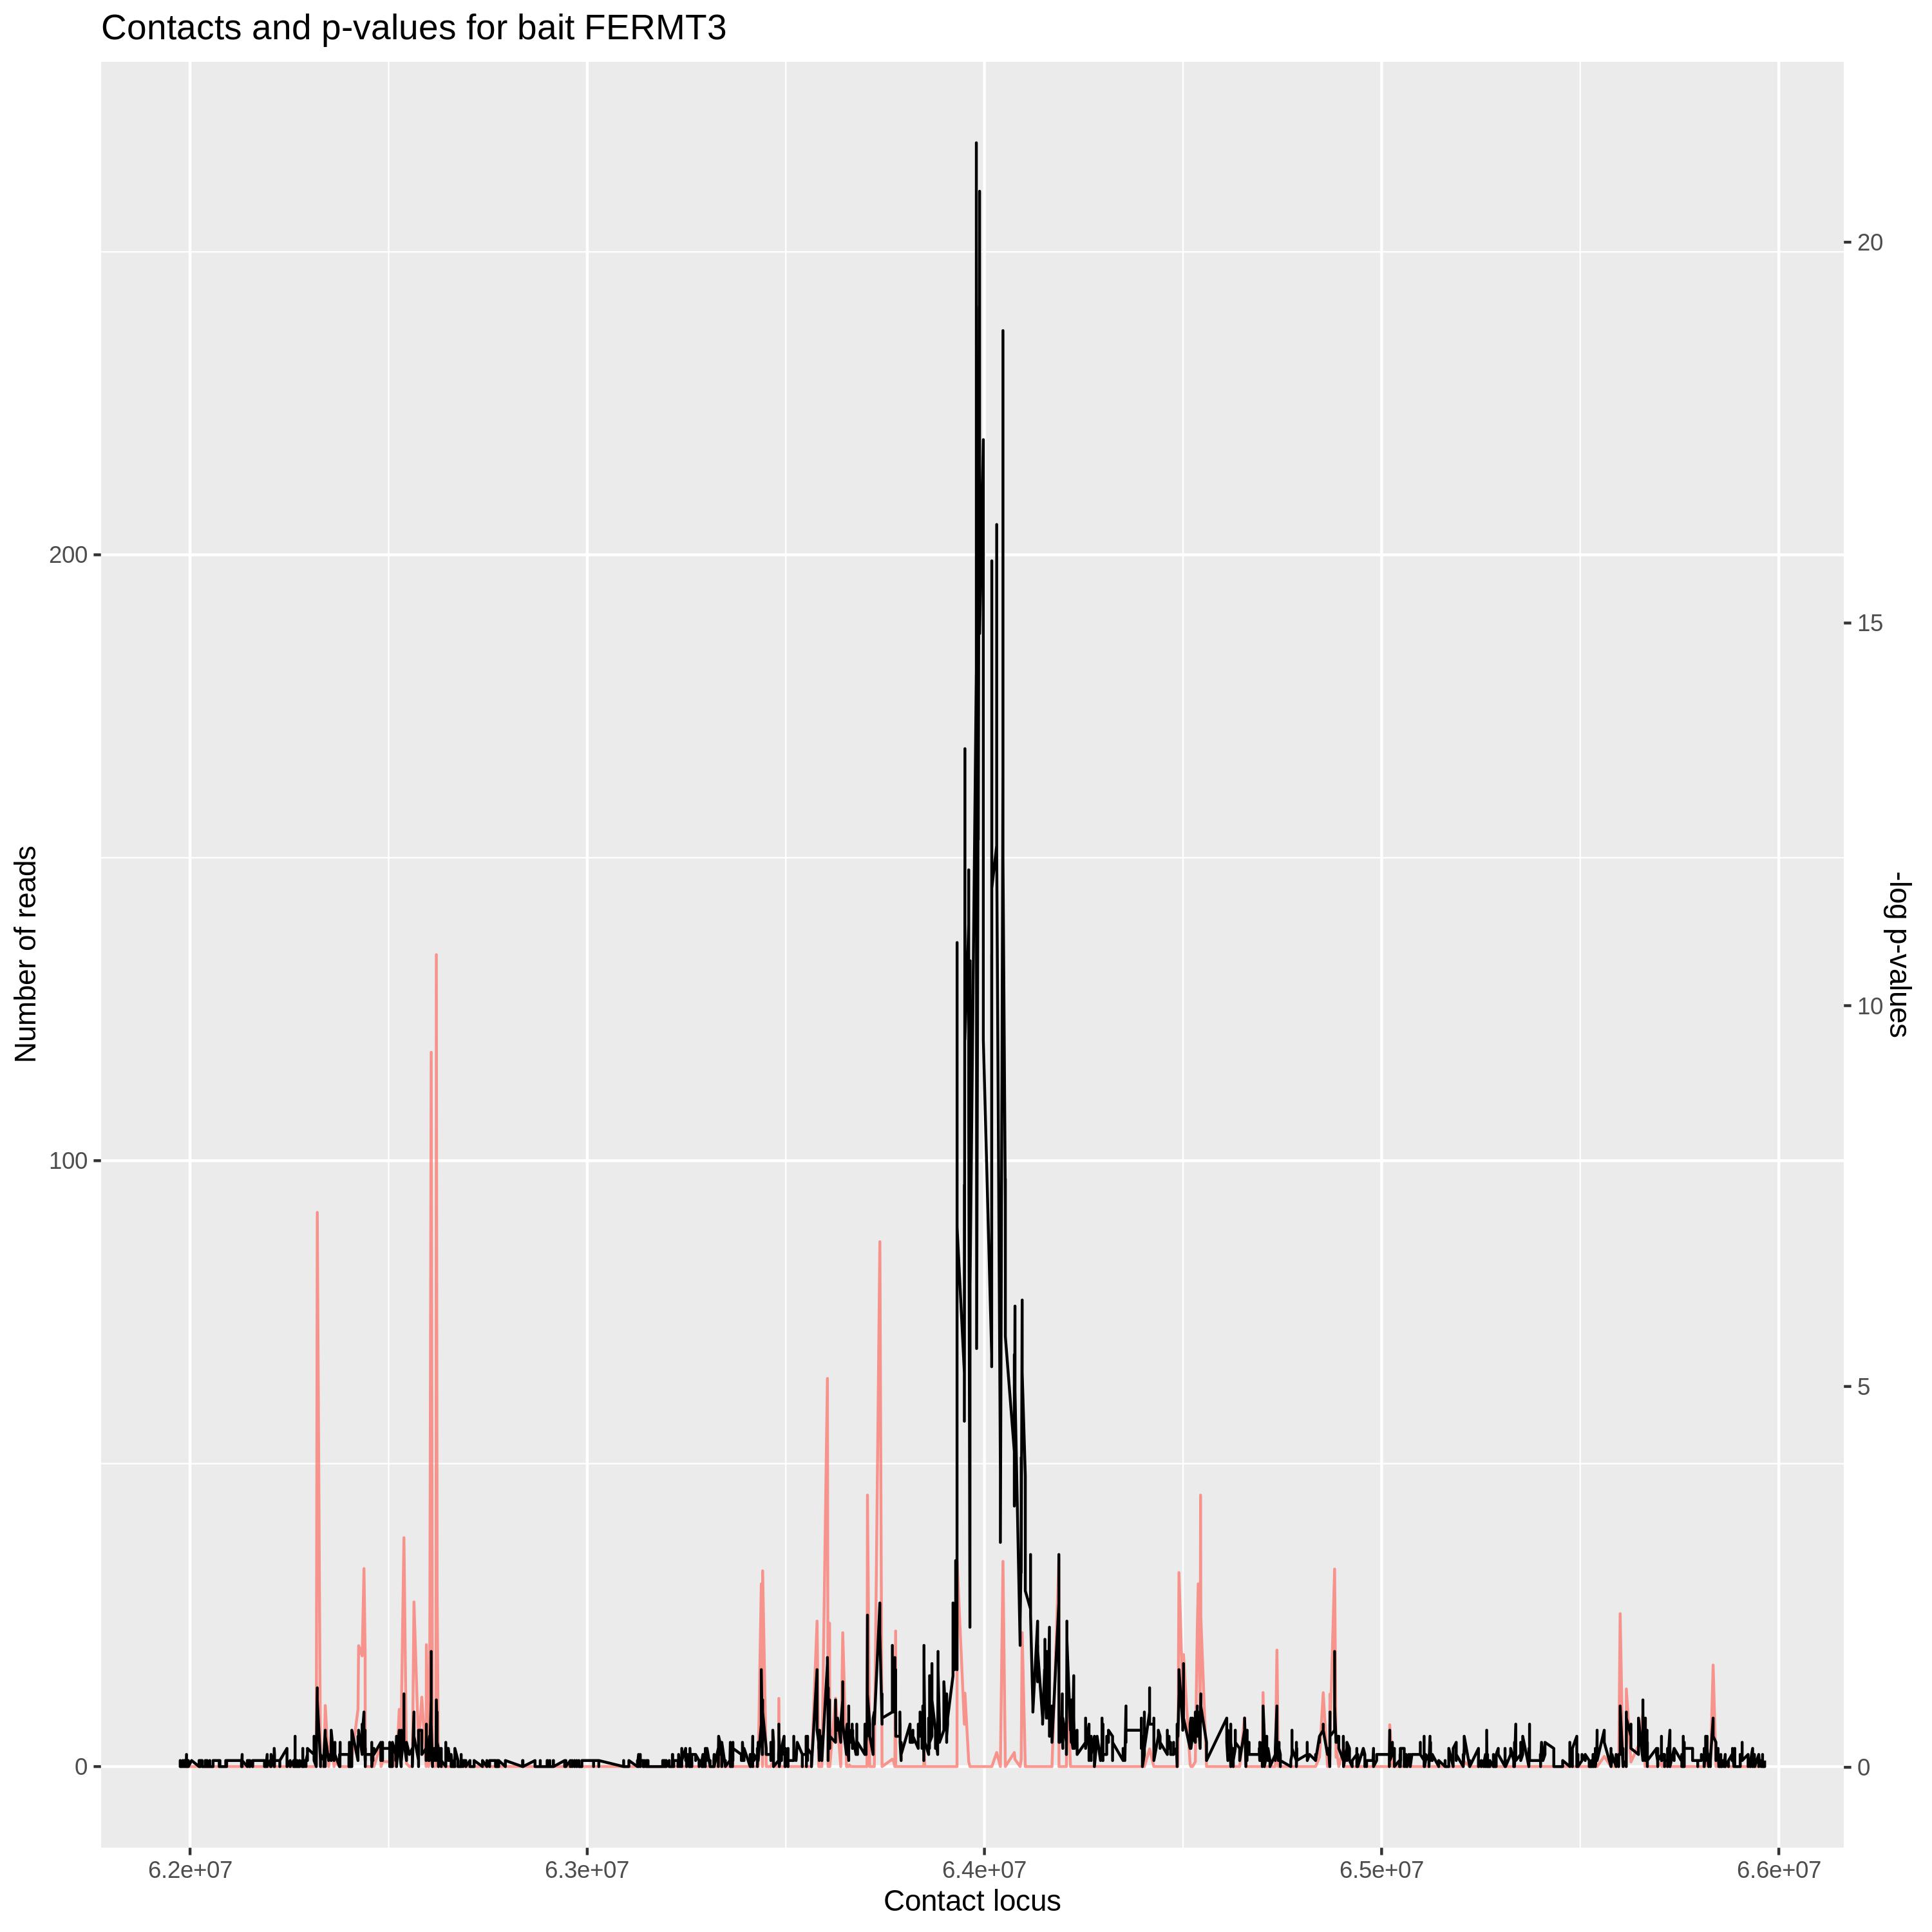 Contacts and p-values for bait FERMT3
Number of reads
200
100
0
20
15
10
5
0
-log p-values
6.2e+07
6.3e+07
6.4e+07
6.5e+07
6.6e+07
Contact locus